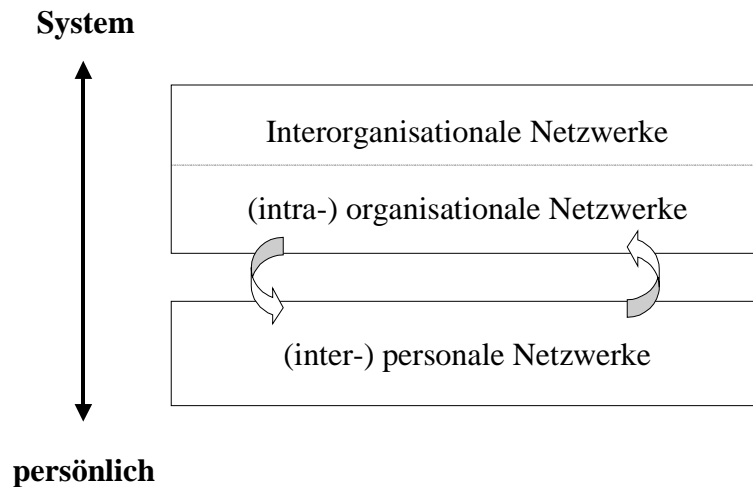 System
Interorganisationale Netzwerke
(intra-) organisationale Netzwerke
(inter-) personale Netzwerke
persönlich